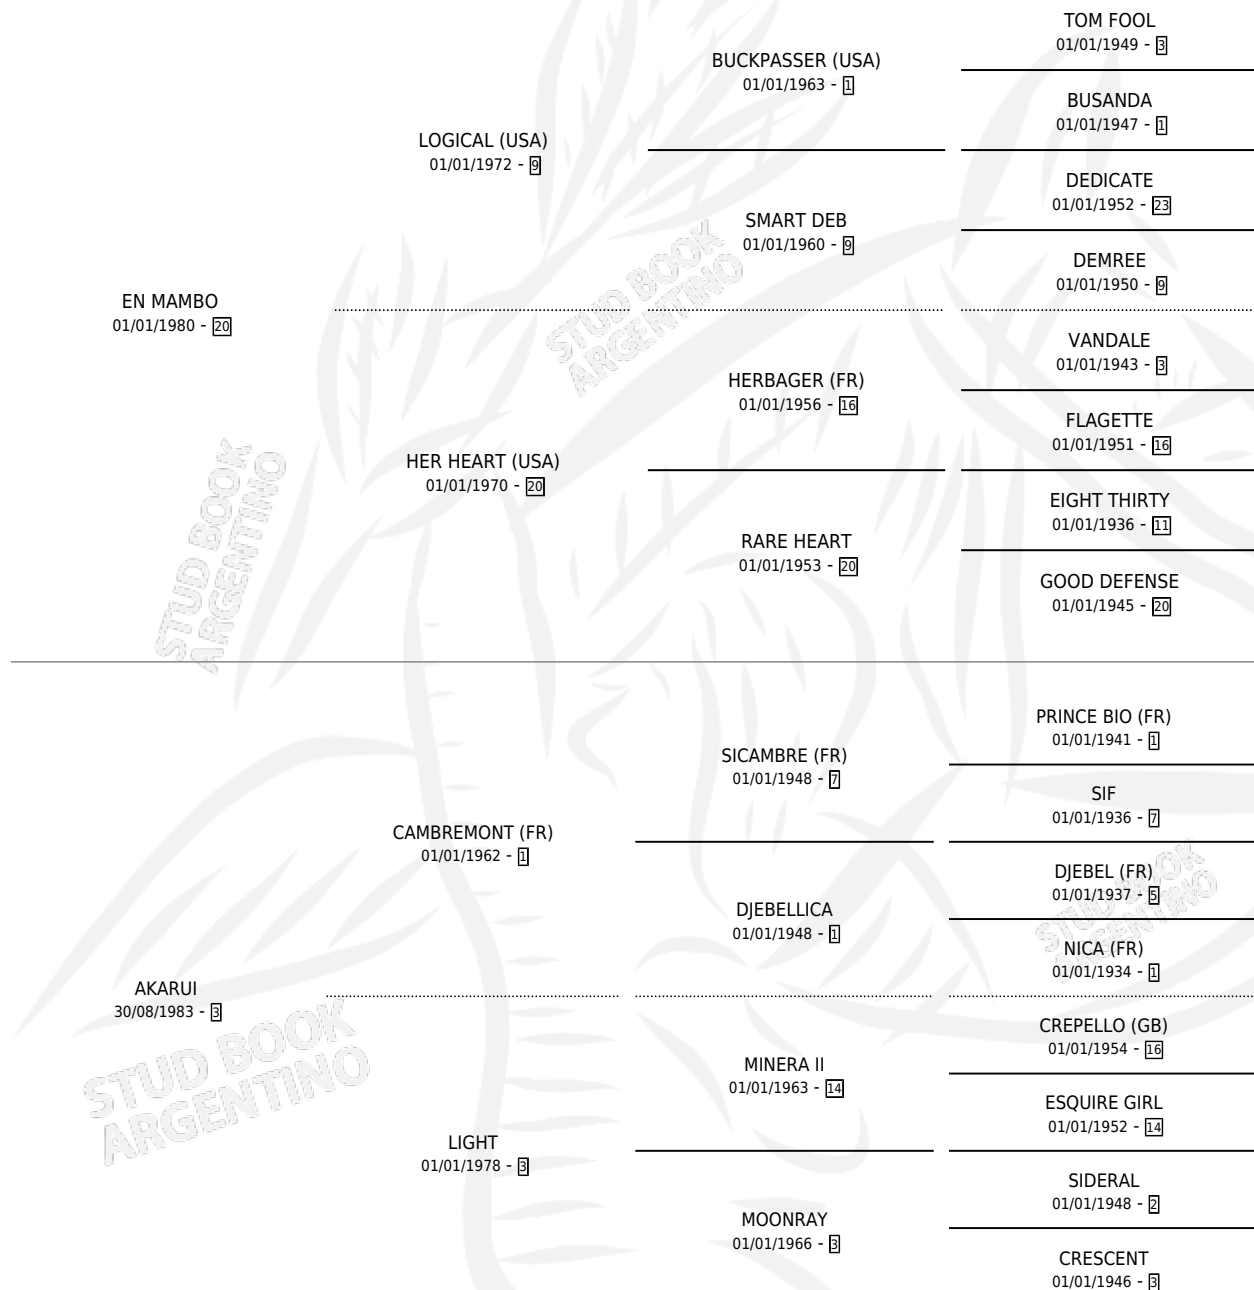 TOM FOOL
01/01/1949 - 3
BUCKPASSER (USA)
01/01/1963 - 1
BUSANDA
01/01/1947 - 1
LOGICAL (USA)
01/01/1972 - 9
DEDICATE
01/01/1952 - 23
SMART DEB
01/01/1960 - 9
DEMREE
01/01/1950 - 9
EN MAMBO
01/01/1980 - 20
VANDALE
01/01/1943 - 3
HERBAGER (FR)
01/01/1956 - 16
FLAGETTE
01/01/1951 - 16
HER HEART (USA)
01/01/1970 - 20
EIGHT THIRTY
01/01/1936 - 11
RARE HEART
01/01/1953 - 20
GOOD DEFENSE
01/01/1945 - 20
STUD BOOK
ARGENTINO
STUD BOOK
ARGENTINO
PRINCE BIO (FR)
01/01/1941 - 1
SICAMBRE (FR)
01/01/1948 - 7
SIF
01/01/1936 - 7
CAMBREMONT (FR)
01/01/1962 - 1
DJEBEL (FR)
01/01/1937 - 5
DJEBELLICA
01/01/1948 - 1
NICA (FR)
01/01/1934 - 1
AKARUI
30/08/1983 - 3
CREPELLO (GB)
01/01/1954 - 16
MINERA II
01/01/1963 - 14
ESQUIRE GIRL
01/01/1952 - 14
LIGHT
01/01/1978 - 3
SIDERAL
01/01/1948 - 2
MOONRAY
01/01/1966 - 3
CRESCENT
01/01/1946 - 3
STUD BOOK
ARGENTINO
STUD BOOK
ARGENTINO